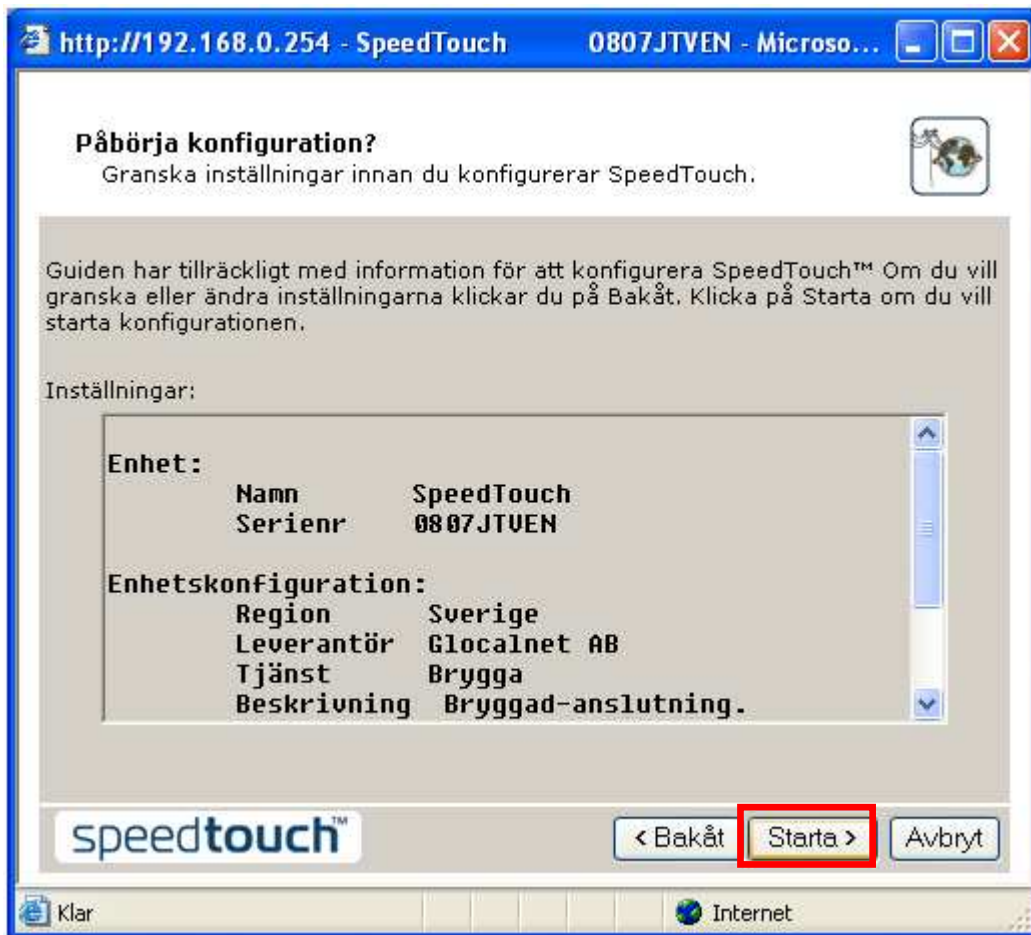 http://192.168.0.254 - SpeedTouch 0807JTVEN - Microso...
Påbörja konfiguration?
Granska inställningar innan du konfigurerar SpeedTouch.
Guiden har tillräckligt med information för att konfigurera SpeedTouch™ Om du vill
granska eller ändra inställningarna klickar du på Bakåt. Klicka på Starta om du vill
starta konfigurationen.
Inställningar:
Enhet:
Namn SpeedTouch
Serienr 0807JTVEN
Enhetskonfiguration:
Region Sverige
Leverantör Glocalnet AB
Tjänst Brygga
Beskrivning Bryggad-anslutning.
speedtouch™
< Bakåt Starta > Avbryt
Klar Internet